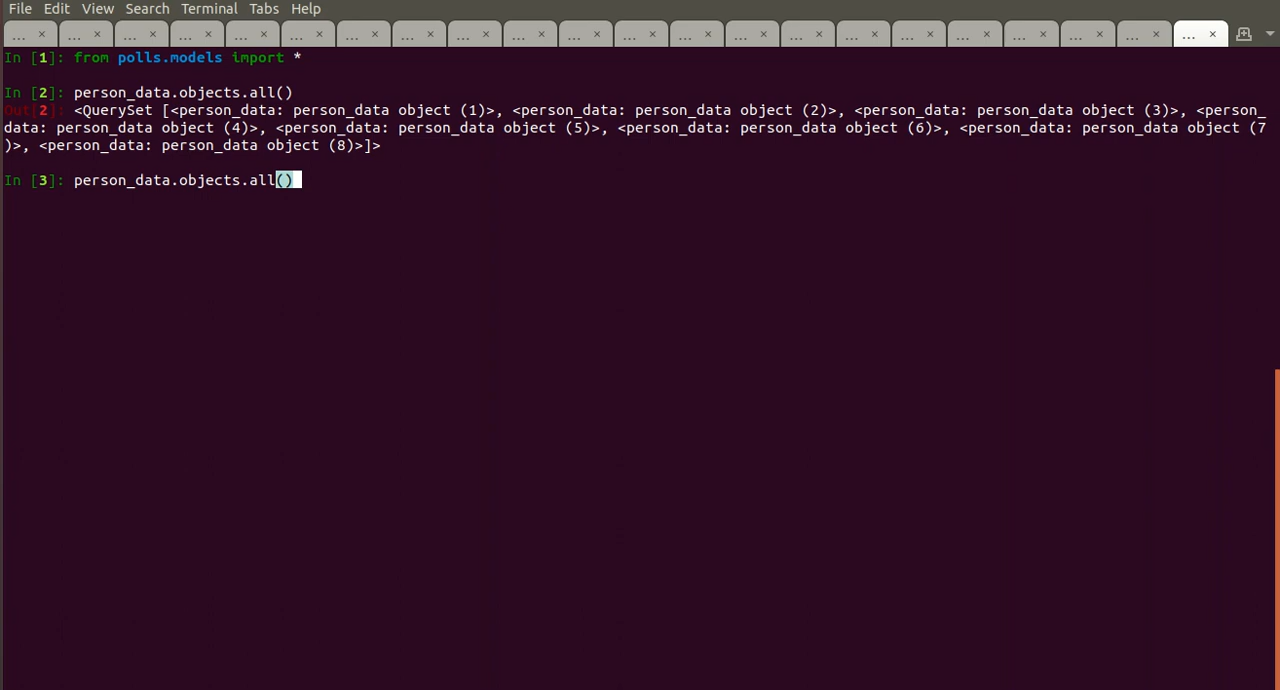 File Edit View Search Terminal Tabs Help
... × ... × ... × ... × ... × ... × ... × ... × ... × ... × ... × ... × ... × ... × ... × ... × ... × ... × ... × ... × ... × ... ×
In [1]: from polls.models import *
In [2]: person_data.objects.all()
Out[2]: <QuerySet [<person_data: person_data object (1)>, <person_data: person_data object (2)>, <person_data: person_data object (3)>, <person_
data: person_data object (4)>, <person_data: person_data object (5)>, <person_data: person_data object (6)>, <person_data: person_data object (7
)>, <person_data: person_data object (8)>]>
In [3]: person_data.objects.all()